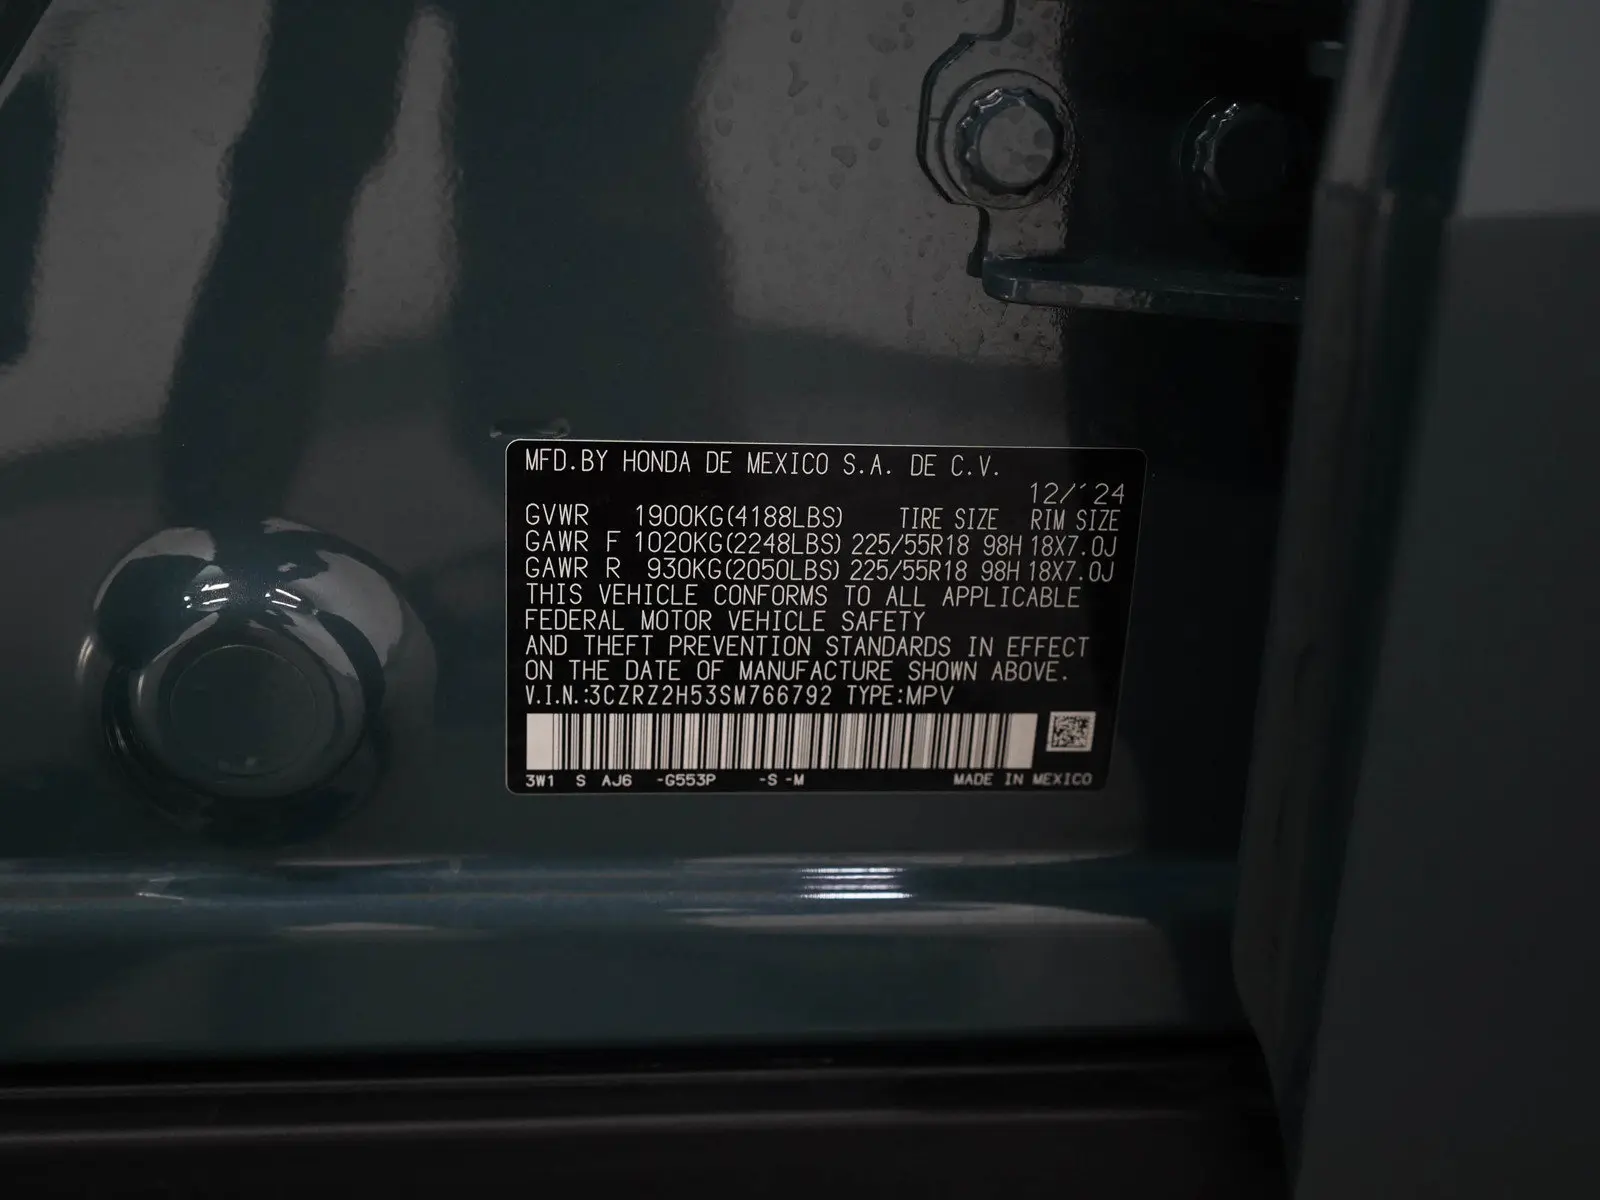 MFD.BY HONDA DE MEXICO S.A. DE C.V.
12/'24
GVWR 1900KG(4188LBS) TIRE SIZE RIM SIZE
GAWR F 1020KG(2248LBS) 225/55R18 98H 18X7.0J
GAWR R 930KG(2050LBS) 225/55R18 98H 18X7.0J
THIS VEHICLE CONFORMS TO ALL APPLICABLE
FEDERAL MOTOR VEHICLE SAFETY
AND THEFT PREVENTION STANDARDS IN EFFECT
ON THE DATE OF MANUFACTURE SHOWN ABOVE.
V.I.N.:3CZRZ2H53SM766792 TYPE:MPV
3W1 S AJ6 -G553P -S -M MADE IN MEXICO